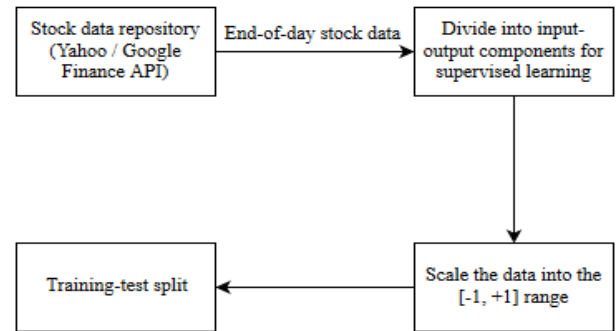 Stock data repository
(Yahoo / Google
Finance API)
End-of-day stock data
Divide into input-
output components for
supervised learning
Training-test split
Scale the data into the
[-1, +1] range